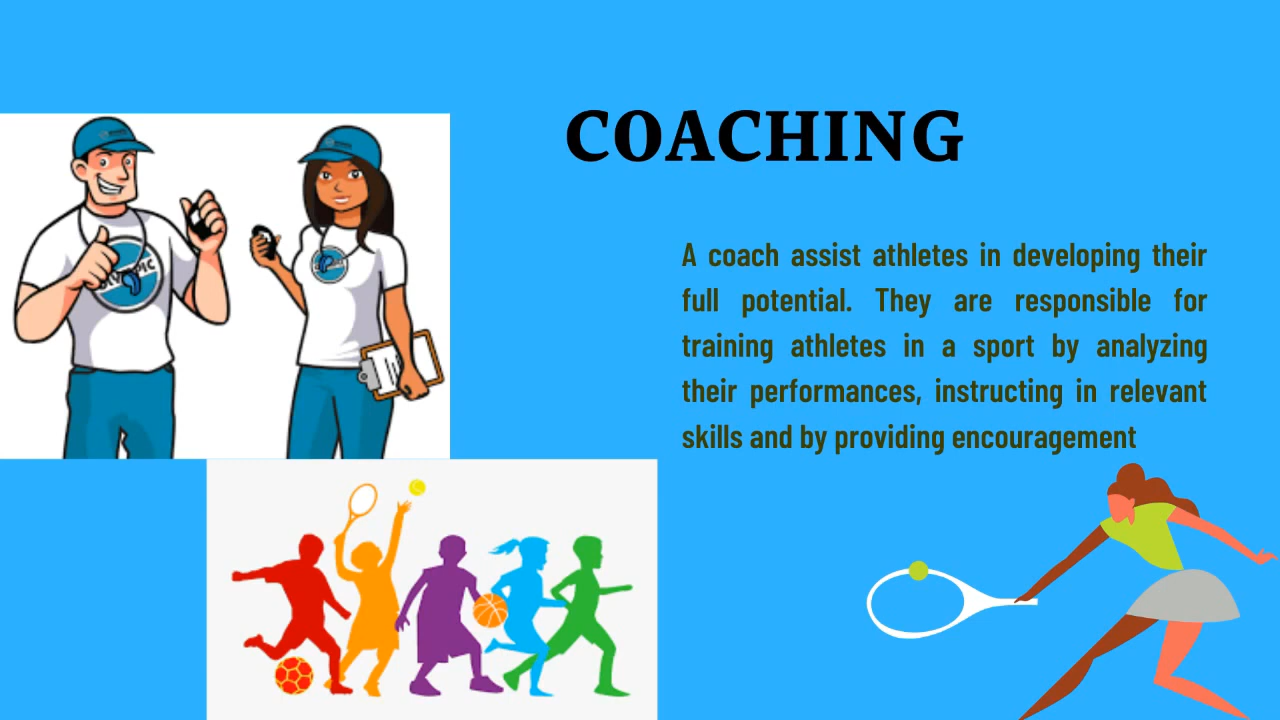 COACHING
A coach assist athletes in developing their
full potential. They are responsible for
training athletes in a sport by analyzing
their performances, instructing in relevant
skills and by providing encouragement